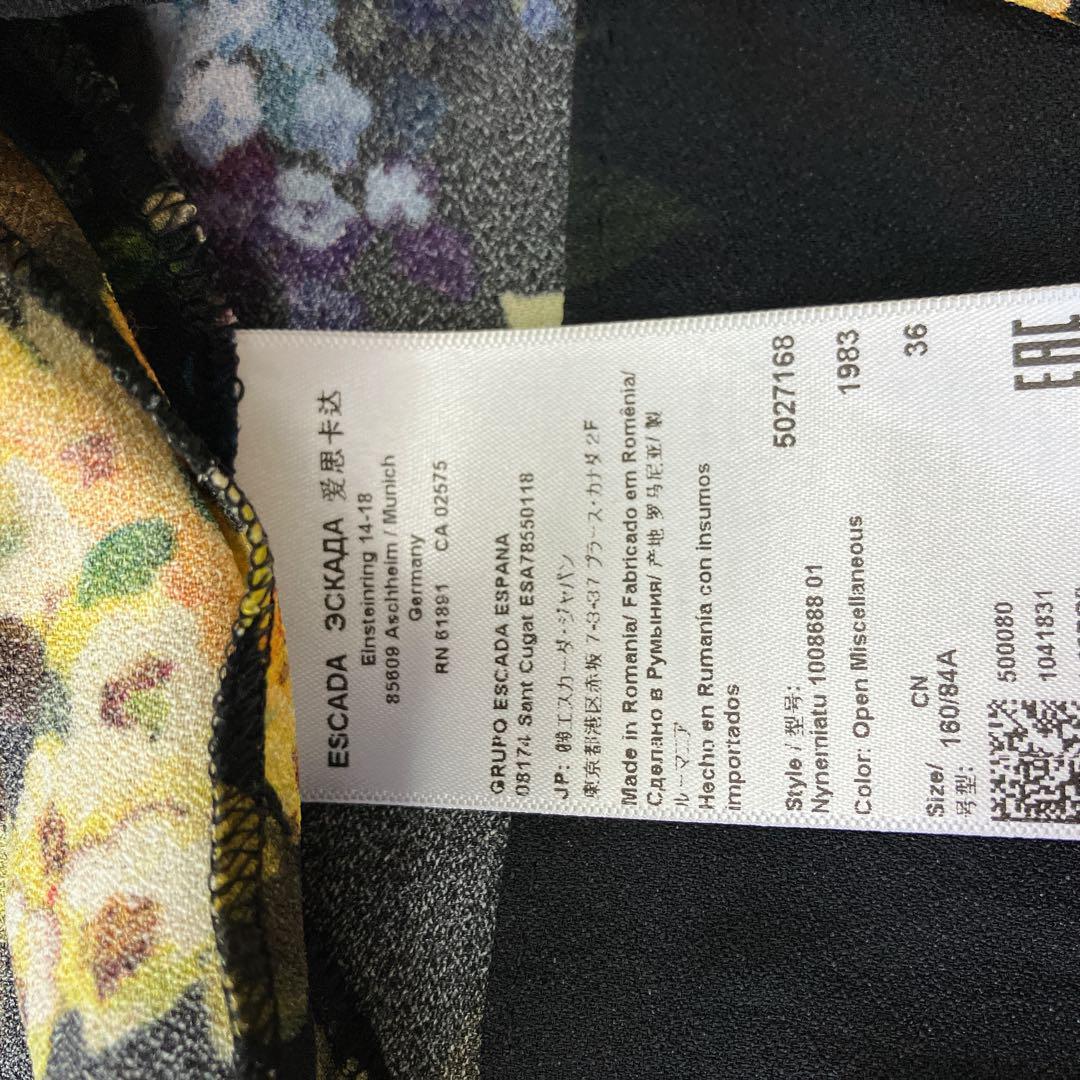 ESCADA ЭСКАДА 爱思卡达
Einsteinring 14-18
85609 Aschheim / Munich
Germany
RN 61891 CA 02575
GRUPO ESCADA ESPANA
08174 Sant Cugat ESA78550118
JP: ㈱エスカーダ・ジャパン
東京都港区赤坂 7-3-37 プラース・カナダ 2F
Made in Romania/ Fabricado em Romênia/
Сделано в Румыния/ 产地 罗马尼亚/ 製
ルーマニア
Hecho en Rumanía con insumos
importados
Style / 型号: 5027168
Nyneiniatu 1008688 01
Color: Open Miscellaneous 1983
CN
Size/ 160/84A 36
号型:
500080
1041831
EAC